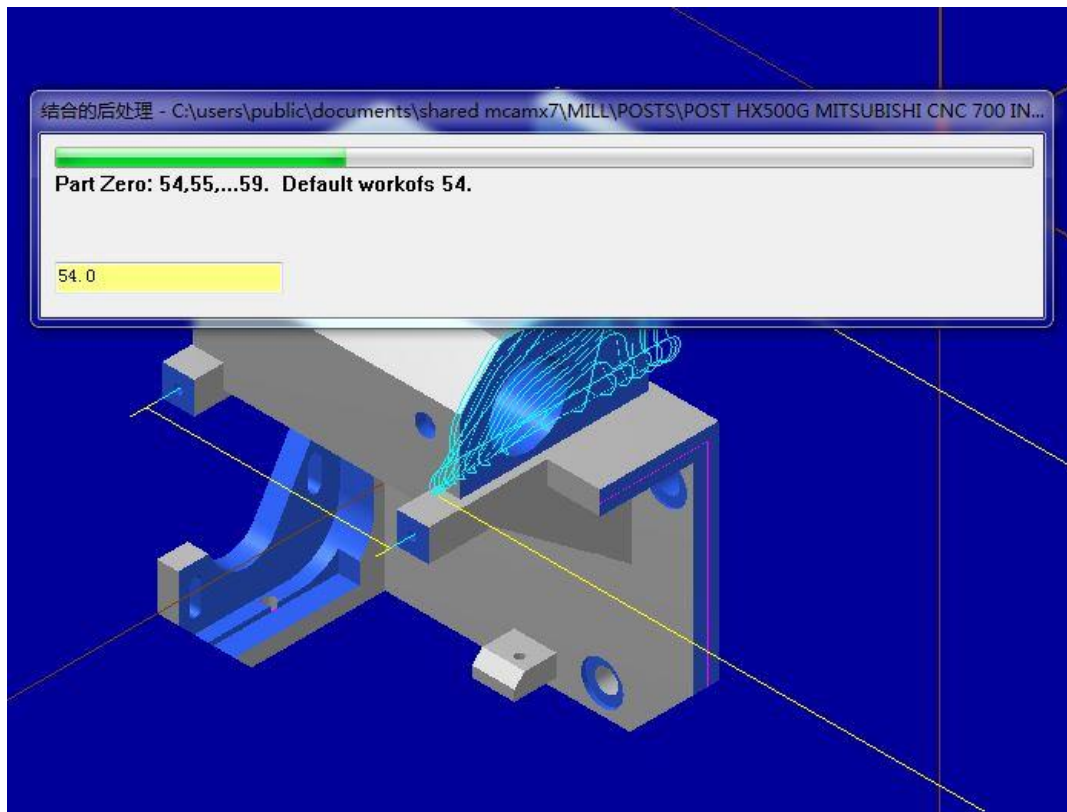 结合的后处理 - C:\users\public\documents\shared mcamx7\MILL\POSTS\POST HX500G MITSUBISHI CNC 700 IN...
Part Zero: 54,55,...59.  Default workofs 54.
54.0